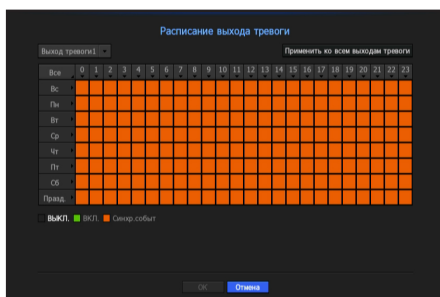 Расписание выхода тревоги
Выход тревоги1 Применить ко всем выходам тревоги
Все 0 1 2 3 4 5 6 7 8 9 10 11 12 13 14 15 16 17 18 19 20 21 22 23
Вс
Пн
Вт
Ср
Чт
Пт
Сб
Празд.
ВЫКЛ. ВКЛ. Синхр.событ
ОК Отмена